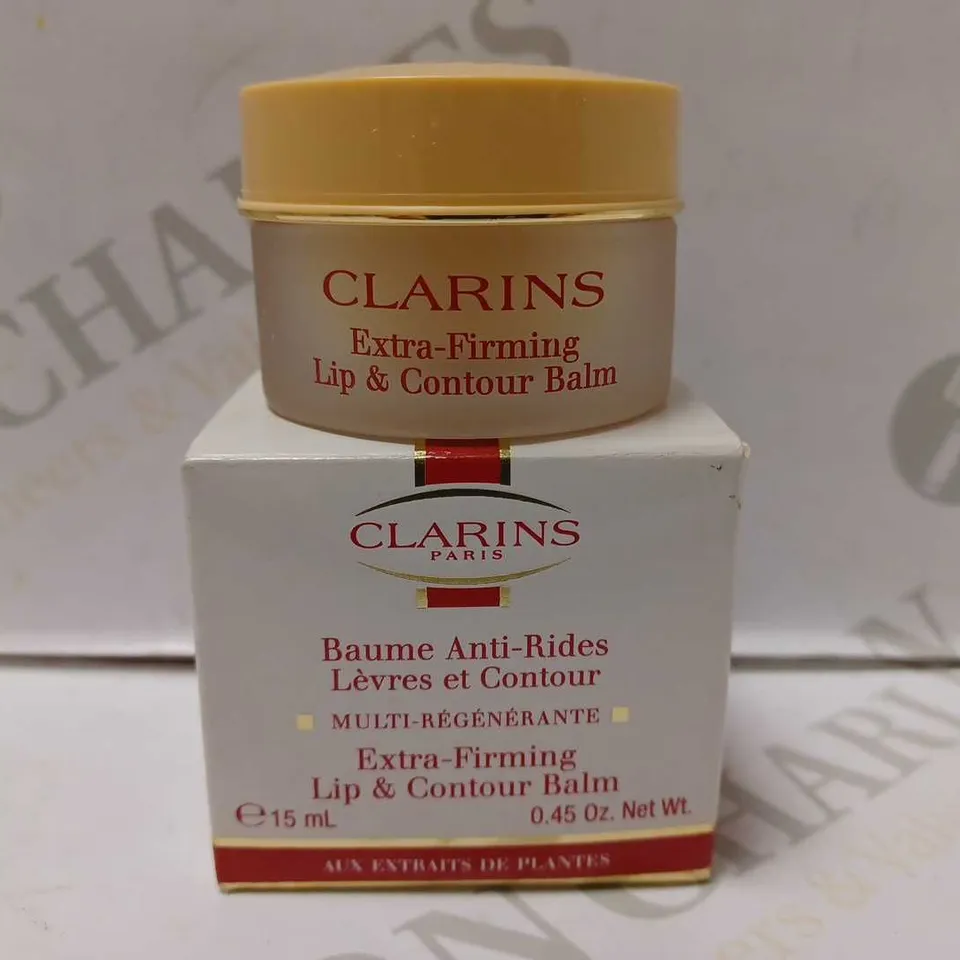 CLARINS
Extra-Firming
Lip & Contour Balm
CLARINS
PARIS
Baume Anti-Rides
Lèvres et Contour
MULTI-RÉGÉNÉRANTE
Extra-Firming
Lip & Contour Balm
℮15 mL 0.45 Oz. Net Wt.
AUX EXTRAITS DE PLANTES